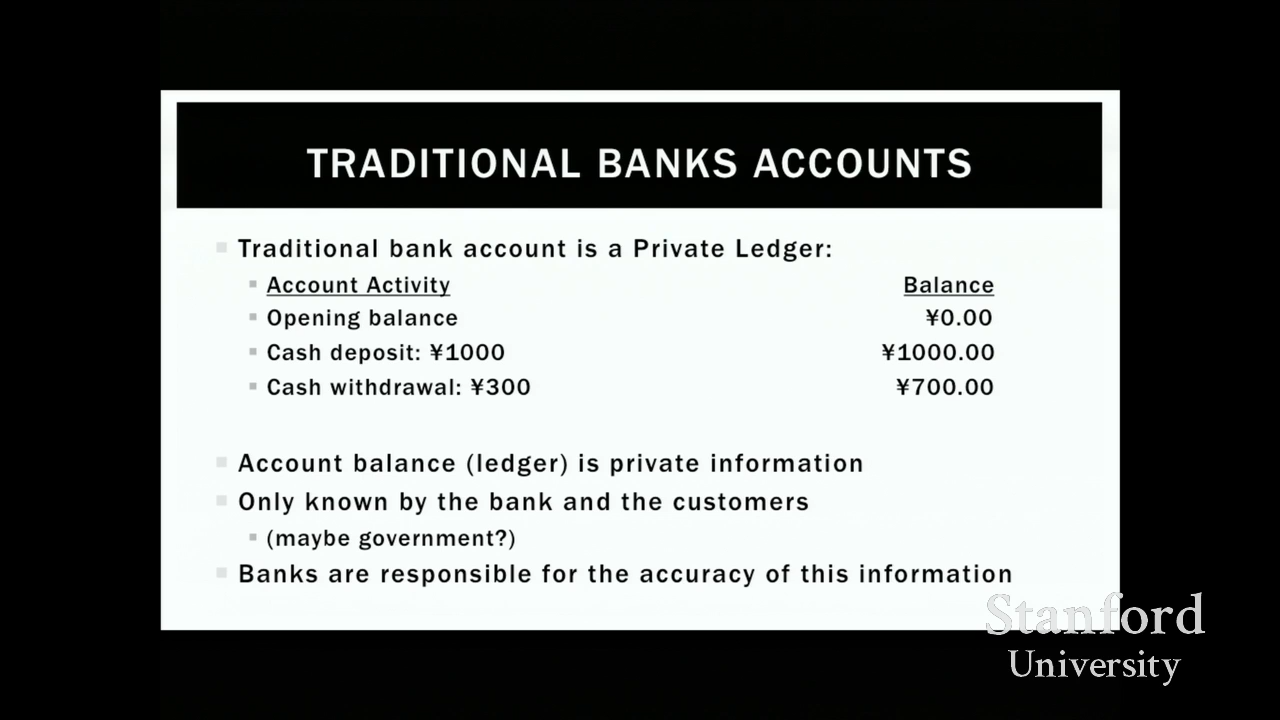 TRADITIONAL BANKS ACCOUNTS
Traditional bank account is a Private Ledger:
Account Activity Balance
Opening balance ¥0.00
Cash deposit: ¥1000 ¥1000.00
Cash withdrawal: ¥300 ¥700.00
Account balance (ledger) is private information
Only known by the bank and the customers
(maybe government?)
Banks are responsible for the accuracy of this information
Stanford
University